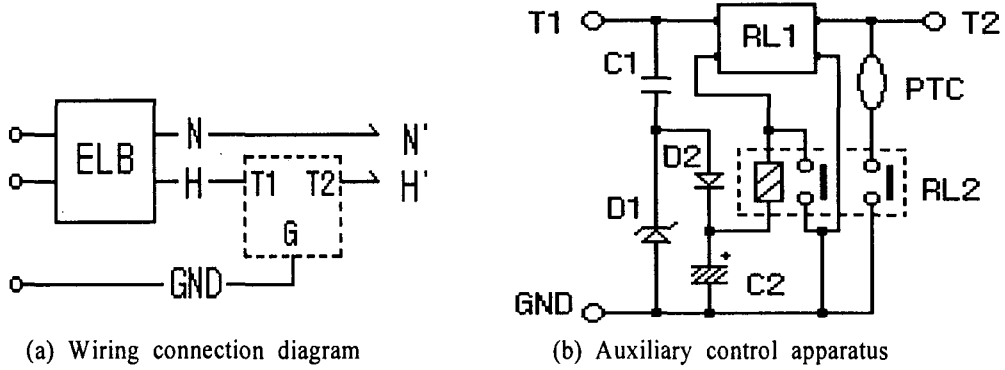 ELB
N
H
T1 T2
G
GND
N'
H'
(a) Wiring connection diagram
T1
RL1
T2
C1
PTC
D2
D1
RL2
+
C2
GND
(b) Auxiliary control apparatus